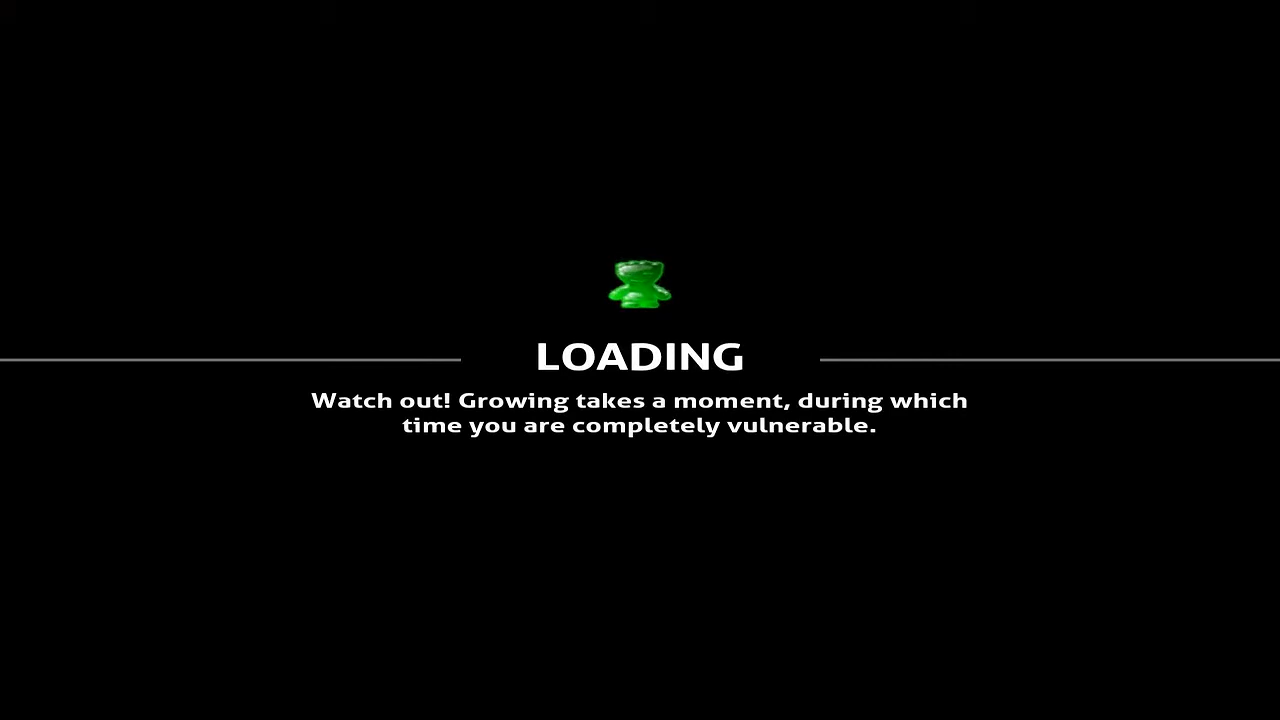 LOADING
Watch out! Growing takes a moment, during which
time you are completely vulnerable.